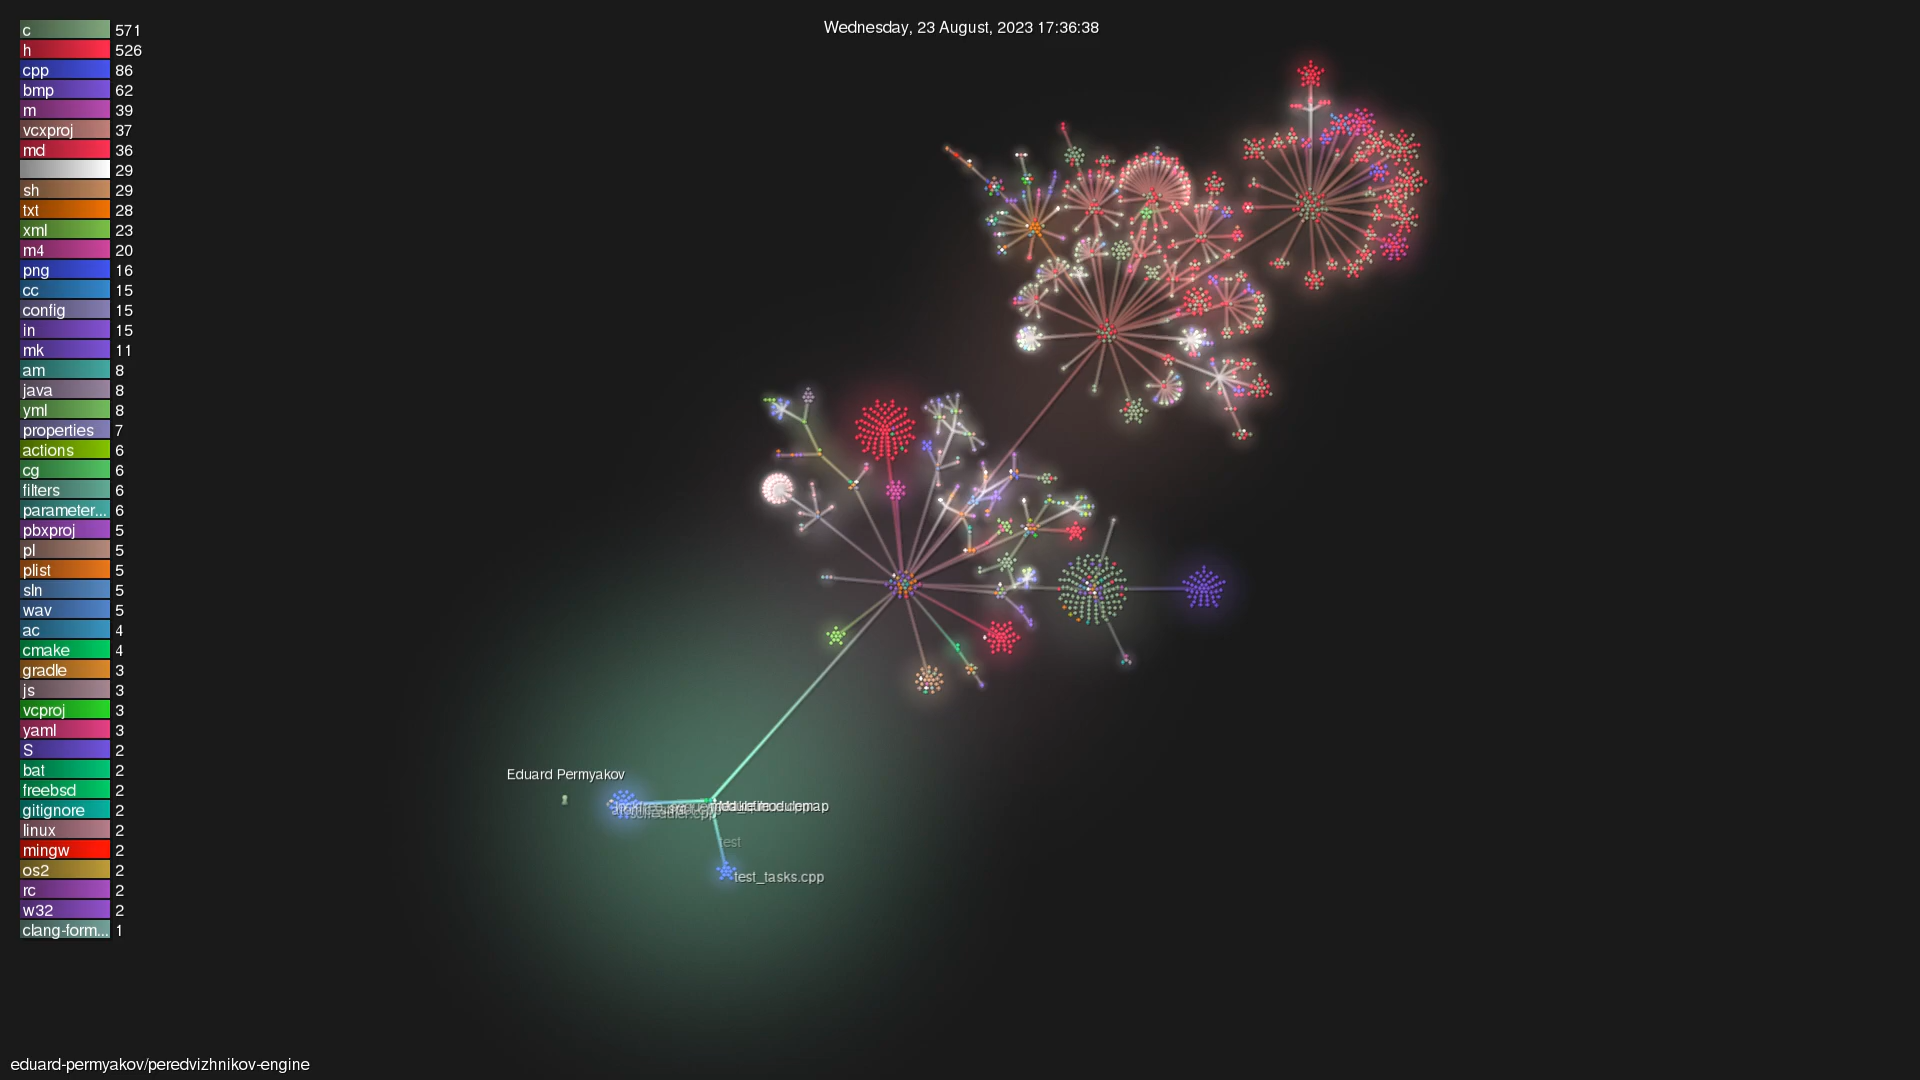 Wednesday, 23 August, 2023 17:36:38
c 571
h 526
cpp 86
bmp 62
m 39
vcxproj 37
md 36
29
sh 29
txt 28
xml 23
m4 20
png 16
cc 15
config 15
in 15
mk 11
am 8
java 8
yml 8
properties 7
actions 6
cg 6
filters 6
parameter... 6
pbxproj 5
pl 5
plist 5
sln 5
wav 5
ac 4
cmake 4
gradle 3
js 3
vcproj 3
yaml 3
S 2
bat 2
freebsd 2
gitignore 2
linux 2
mingw 2
os2 2
rc 2
w32 2
clang-form... 1
Eduard Permyakov
scheduler.cpp
test
test_tasks.cpp
eduard-permyakov/peredvizhnikov-engine